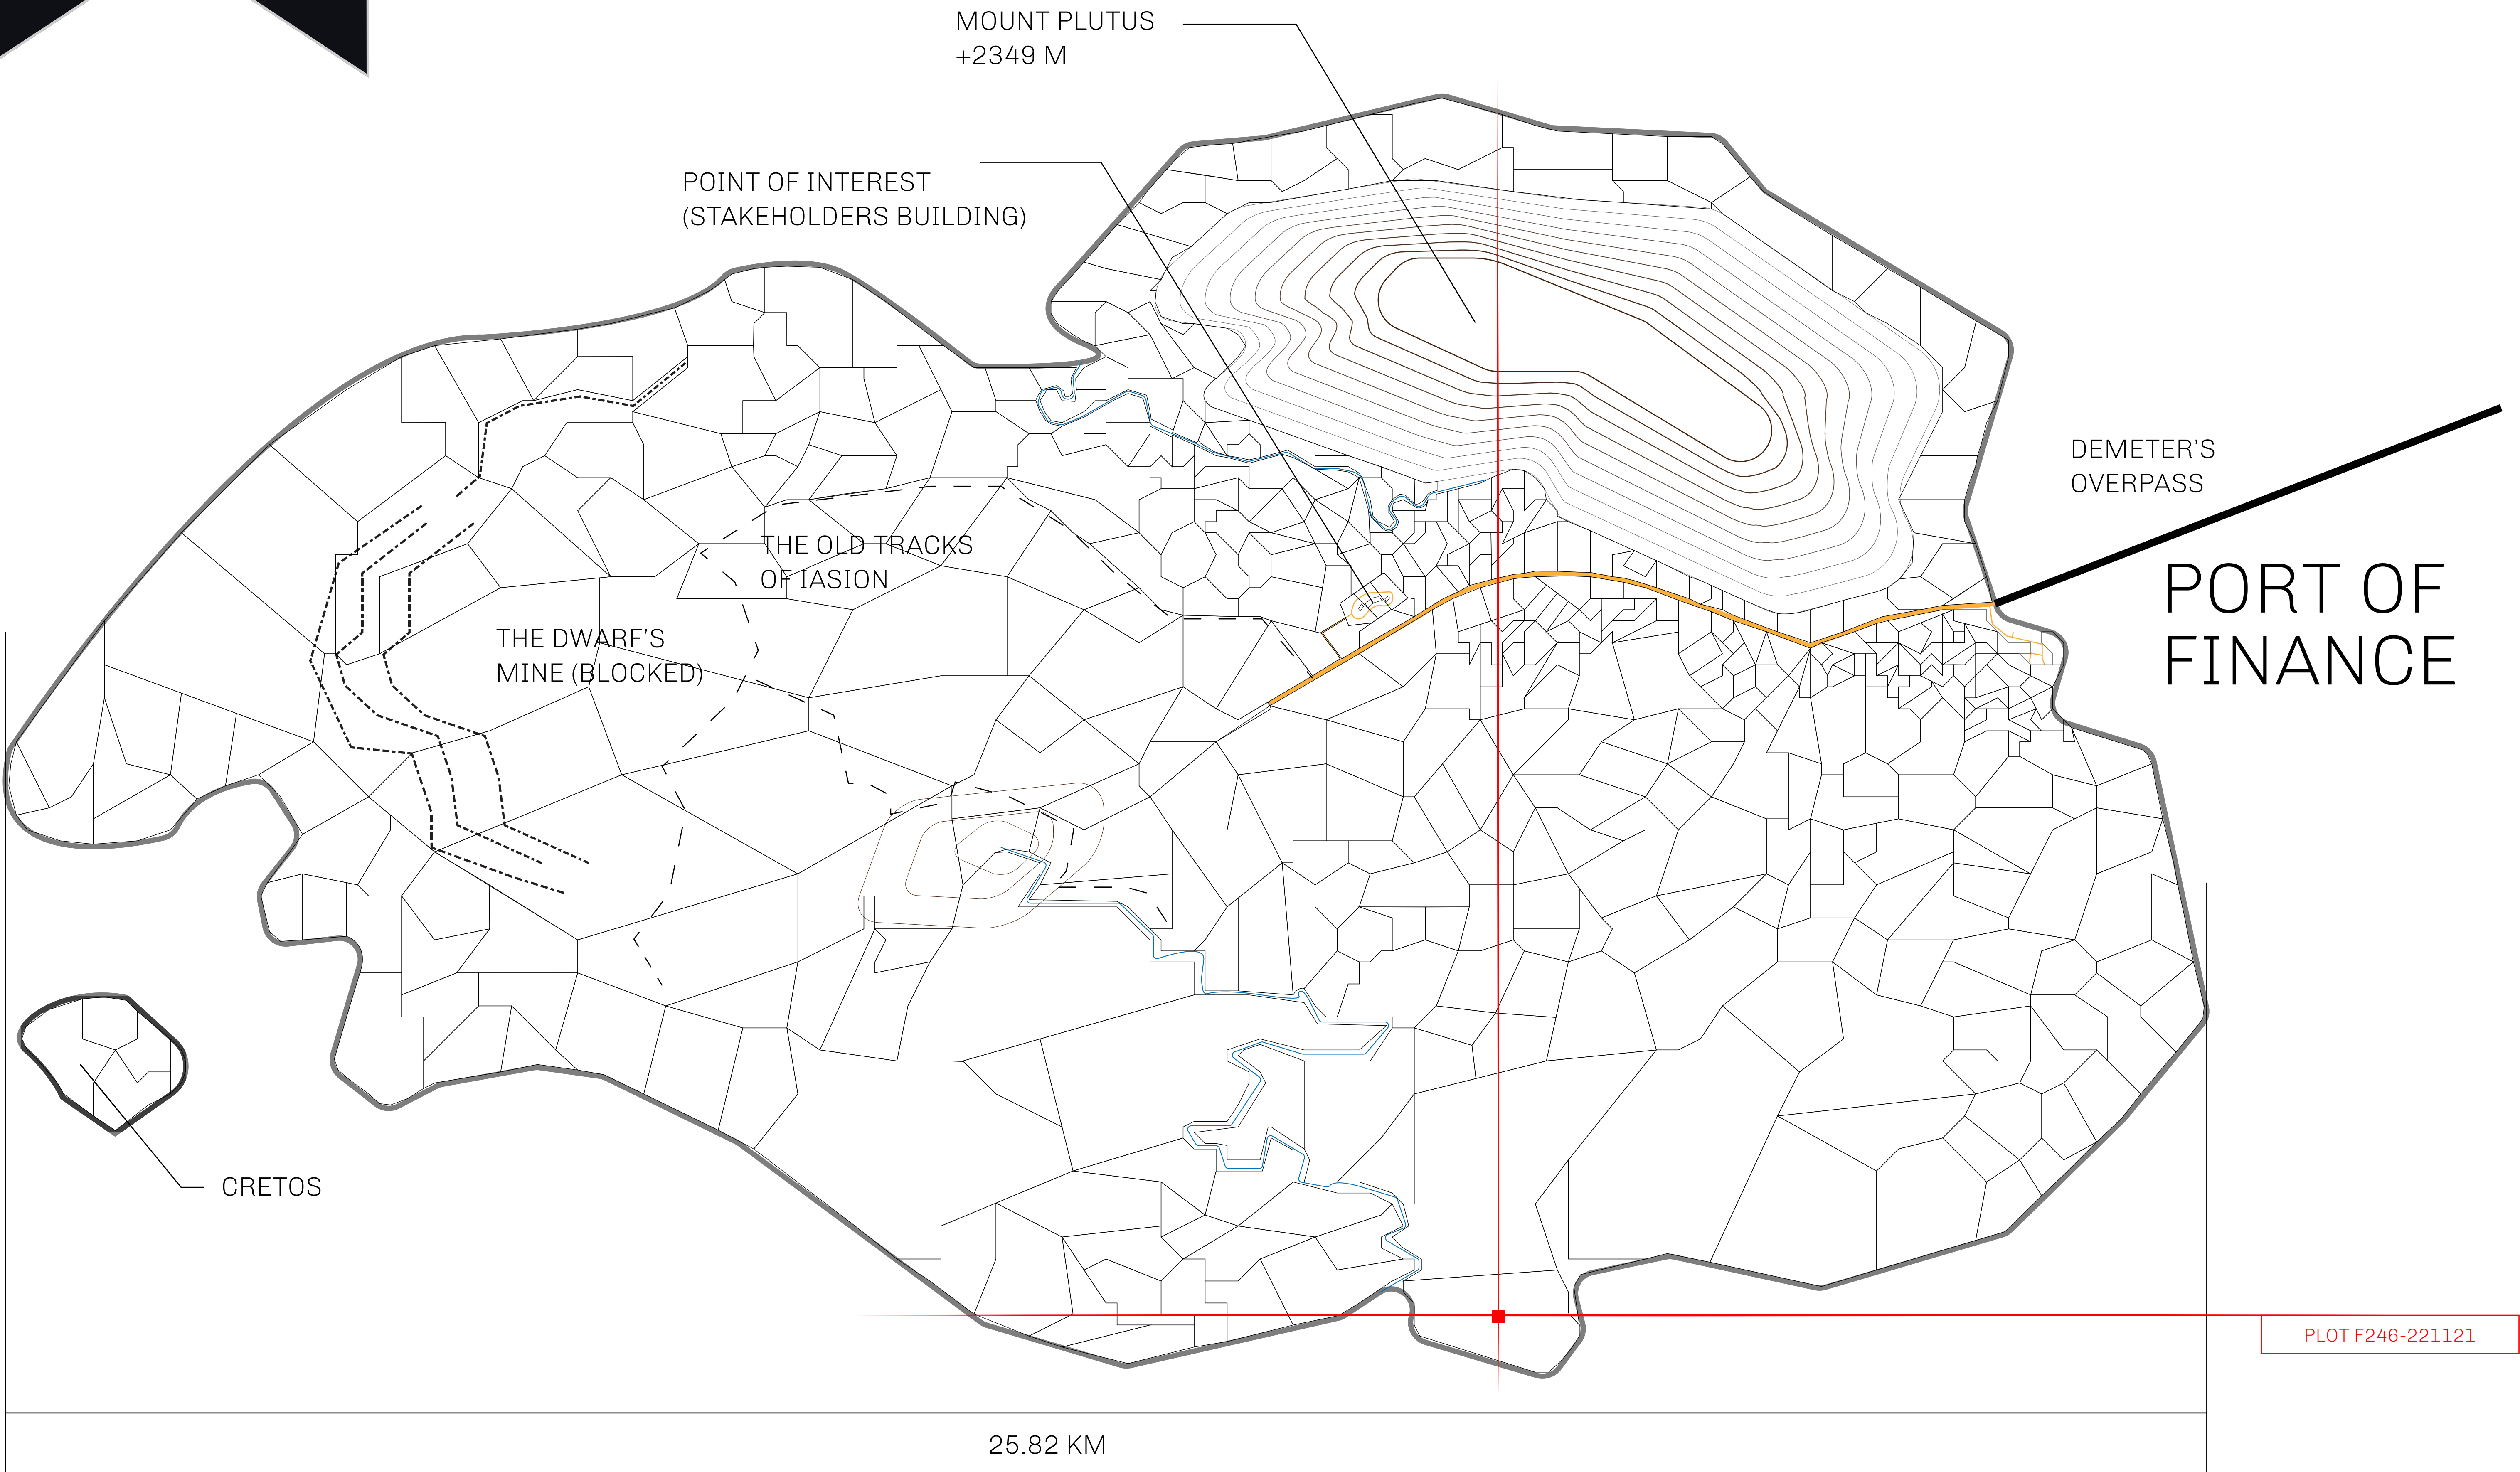 MOUNT PLUTUS
+2349 M
POINT OF INTEREST
(STAKEHOLDERS BUILDING)
DEMETER'S
OVERPASS
THE OLD TRACKS
OF IASION
PORT OF
FINANCE
THE DWARF'S
MINE (BLOCKED)
CRETOS
PLOT F246-221121
25.82 KM